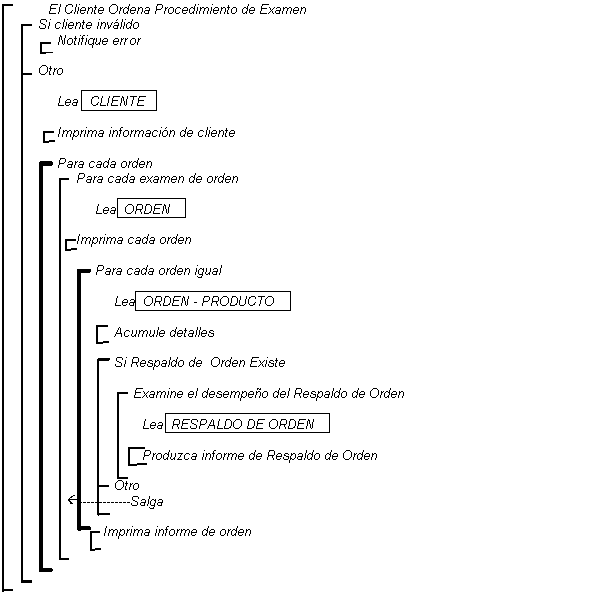 El Cliente Ordena Procedimiento de Examen
Si cliente inválido
Notifique error
Otro
Lea CLIENTE
Imprima información de cliente
Para cada orden
Para cada examen de orden
Lea ORDEN
Imprima cada orden
Para cada orden igual
Lea ORDEN - PRODUCTO
Acumule detalles
Si Respaldo de Orden Existe
Examine el desempeño del Respaldo de Orden
Lea RESPALDO DE ORDEN
Produzca informe de Respaldo de Orden
Otro
Salga
Imprima informe de orden